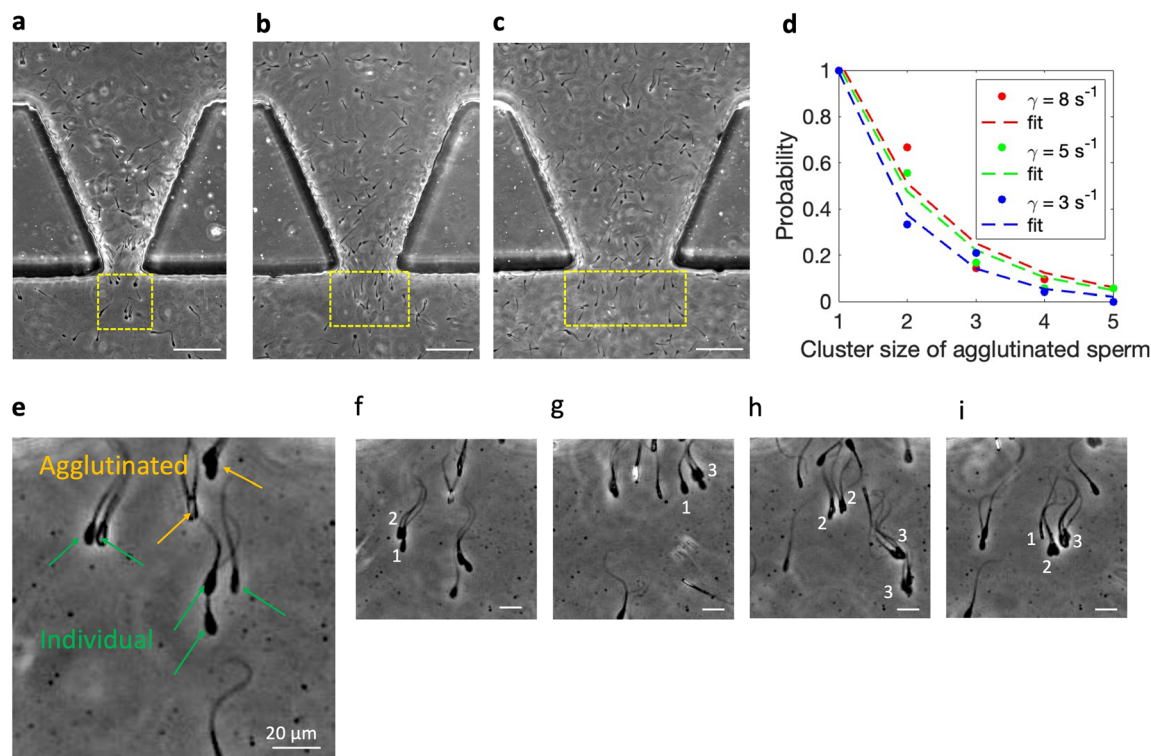 a
b
c
d
1
0.8
0.6
0.4
0.2
0
Probability
γ = 8 s⁻¹
fit
γ = 5 s⁻¹
fit
γ = 3 s⁻¹
fit
1 2 3 4 5
Cluster size of agglutinated sperm
e
Agglutinated
Individual
20 µm
f
2
1
g
3
1
h
2
2
3
3
i
1
2
3